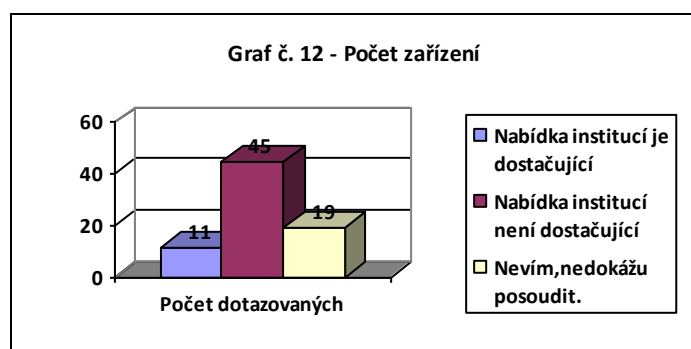 Graf č. 12 - Počet zařízení
60
40
20
0
11
45
19
Počet dotazovaných
Nabídka institucí je
dostačující
Nabídka institucí
není dostačující
Nevím,nedokážu
posoudit.